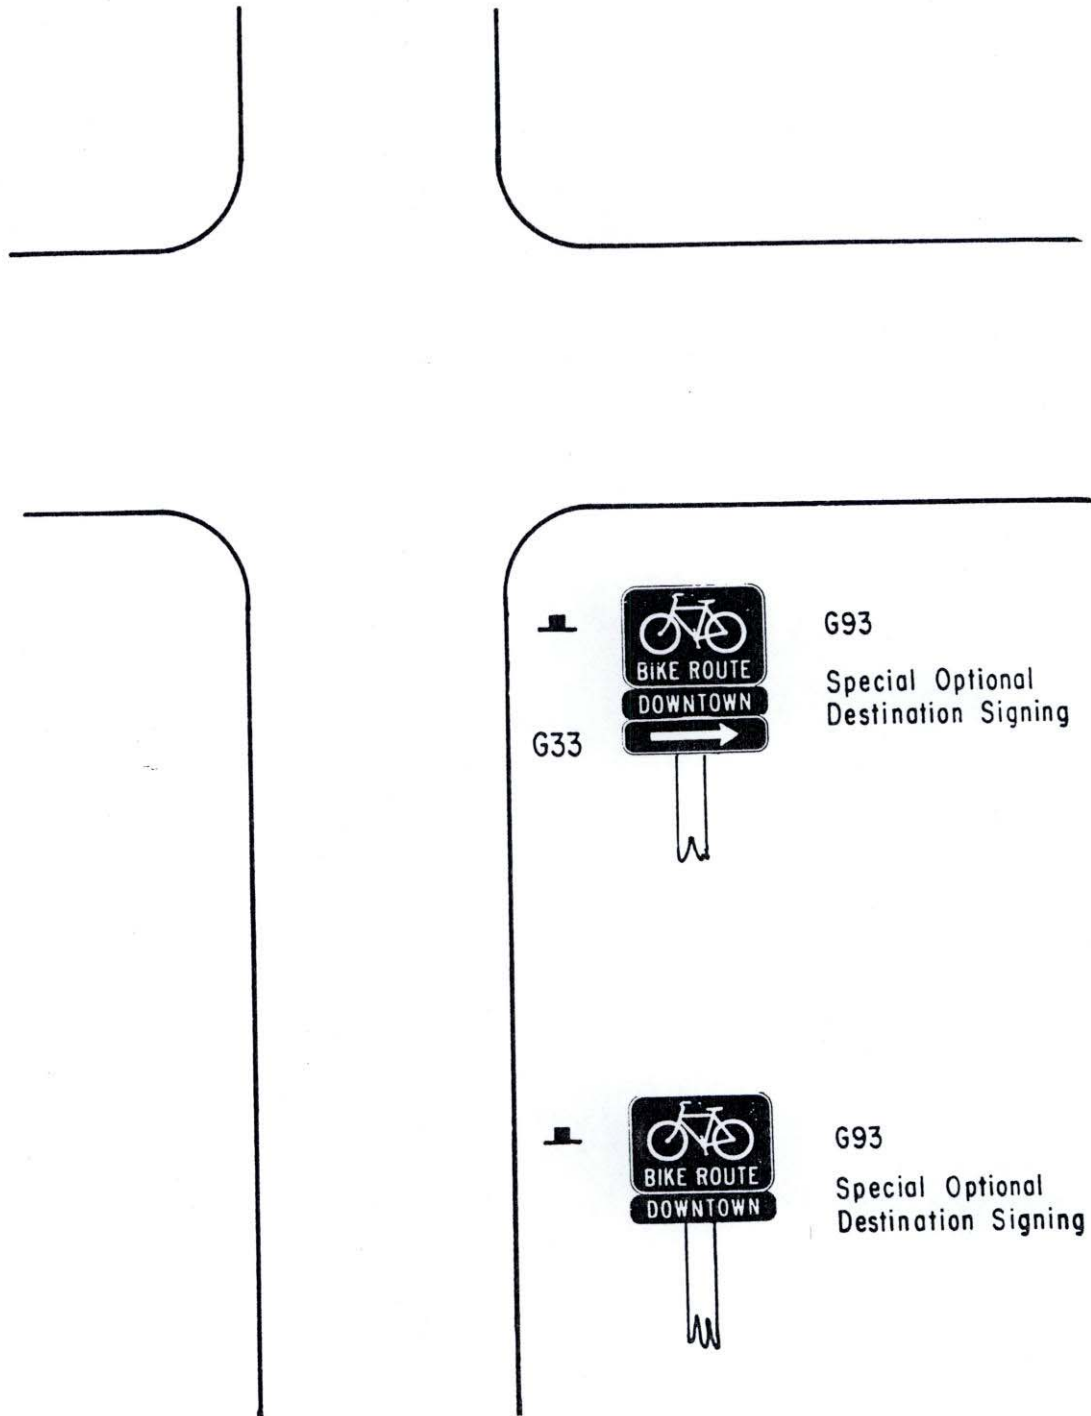 BIKE ROUTE
DOWNTOWN
G33
G93
Special Optional
Destination Signing
BIKE ROUTE
DOWNTOWN
G93
Special Optional
Destination Signing